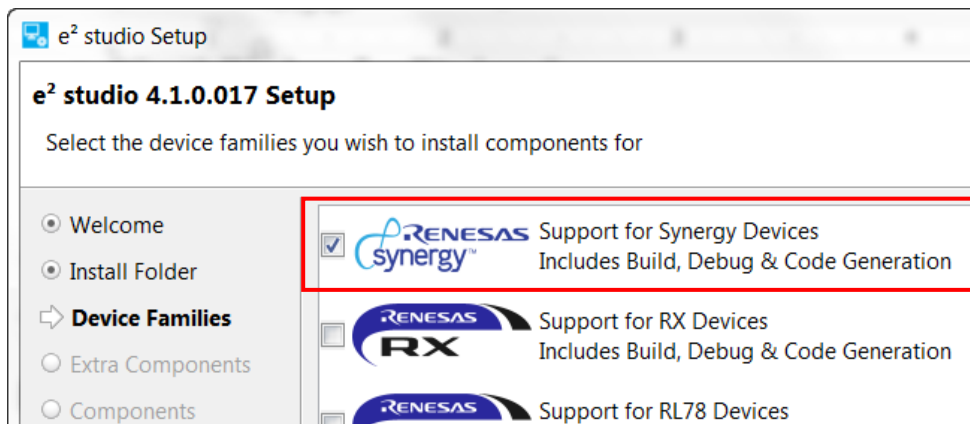 e² studio Setup
e² studio 4.1.0.017 Setup
Select the device families you wish to install components for
Welcome
Install Folder
Device Families
Extra Components
Components
RENESAS
synergy™
Support for Synergy Devices
Includes Build, Debug & Code Generation
RENESAS
RX
Support for RX Devices
Includes Build, Debug & Code Generation
RENESAS
Support for RL78 Devices